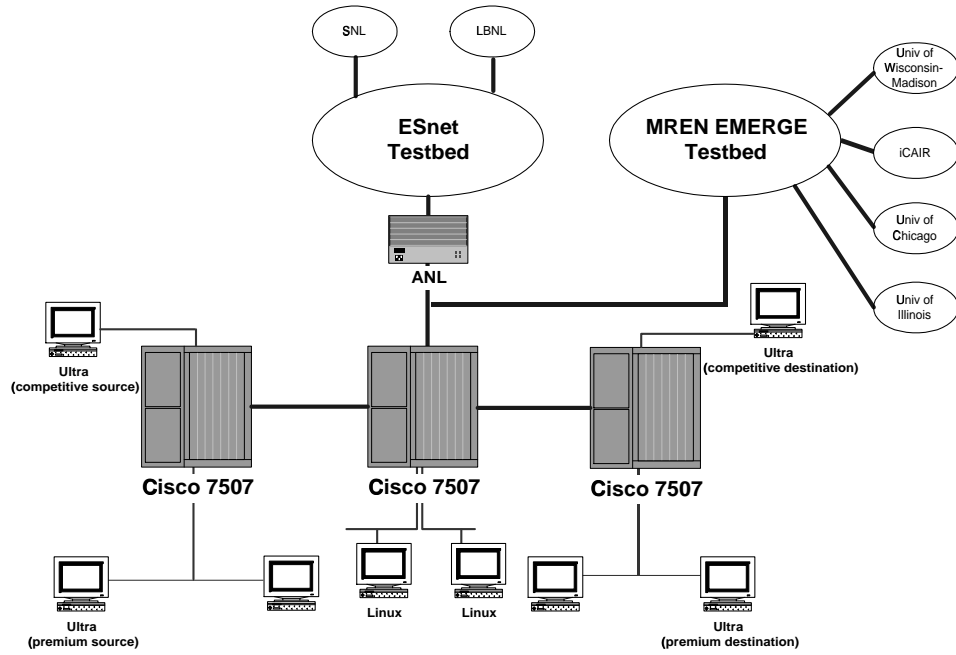 SNL
LBNL
Univ of
Wisconsin-
Madison
ESnet
Testbed
MREN EMERGE
Testbed
iCAIR
Univ of
Chicago
ANL
Univ of
Illinois
Ultra
(competitive source)
Ultra
(competitive destination)
Cisco 7507
Cisco 7507
Cisco 7507
Ultra
(premium source)
Linux
Linux
Ultra
(premium destination)